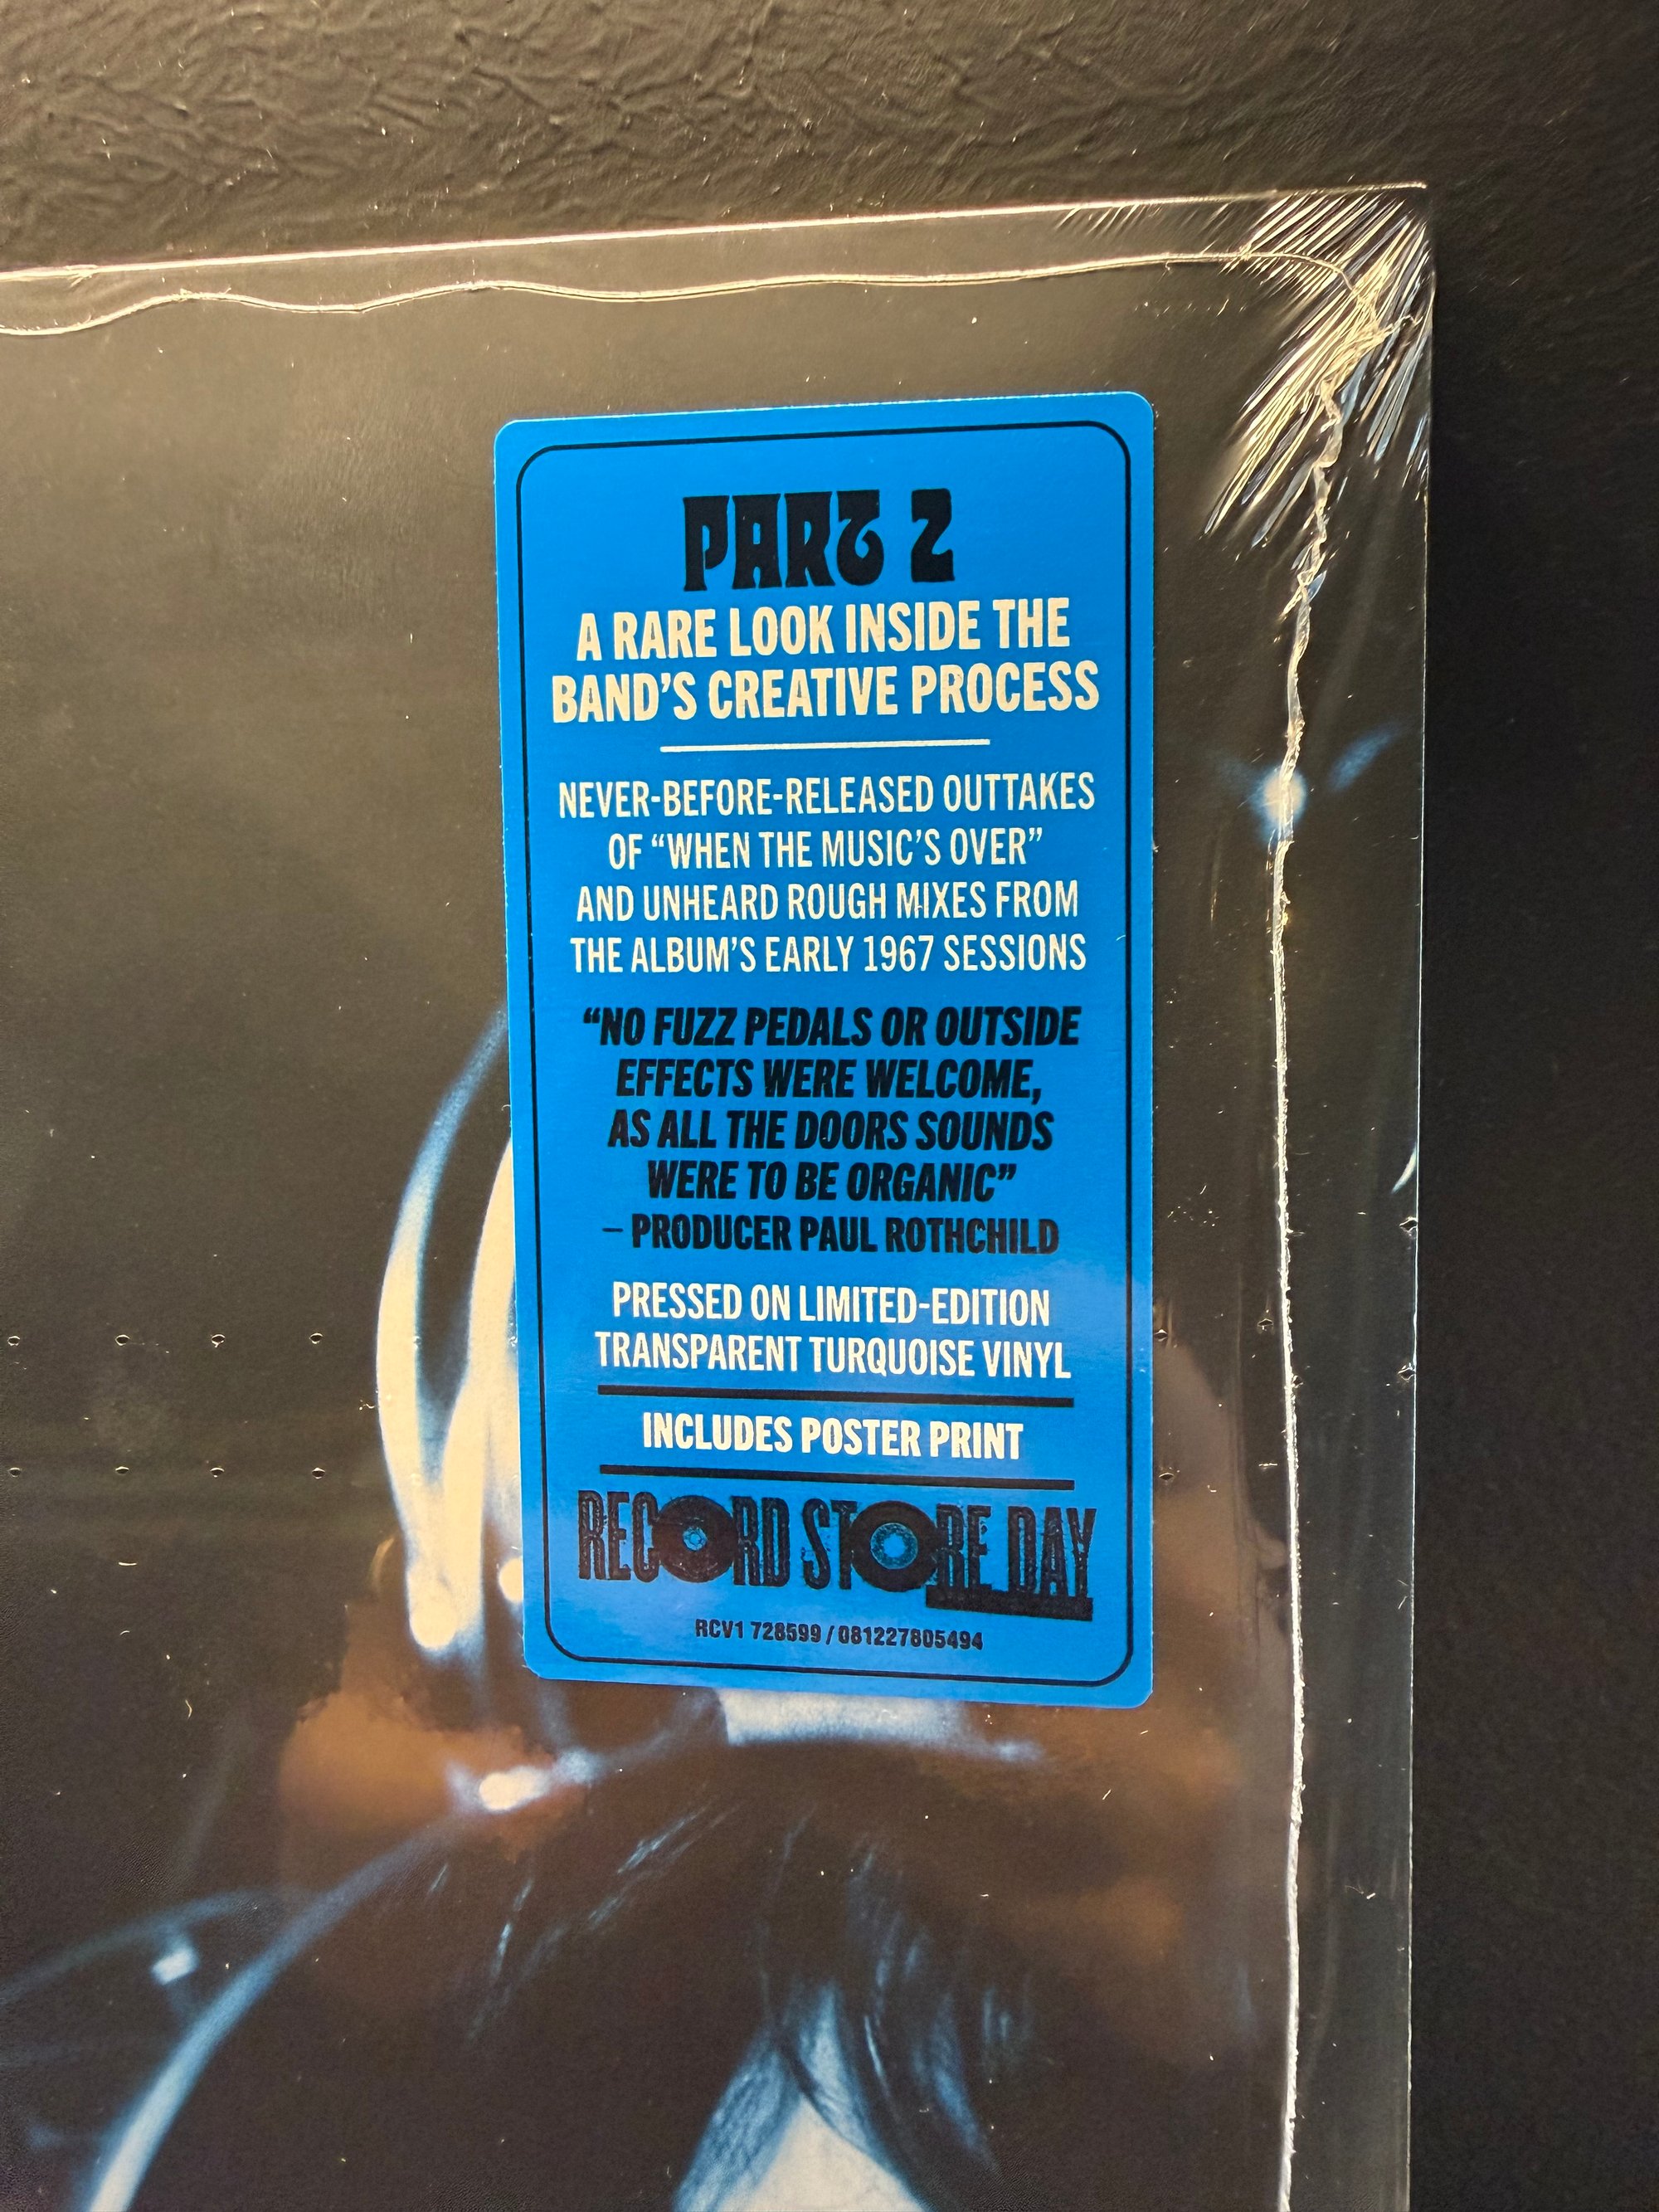 PART 2
A RARE LOOK INSIDE THE
BAND'S CREATIVE PROCESS
NEVER-BEFORE-RELEASED OUTTAKES
OF “WHEN THE MUSIC'S OVER”
AND UNHEARD ROUGH MIXES FROM
THE ALBUM'S EARLY 1967 SESSIONS
“NO FUZZ PEDALS OR OUTSIDE
EFFECTS WERE WELCOME,
AS ALL THE DOORS SOUNDS
WERE TO BE ORGANIC”
– PRODUCER PAUL ROTHCHILD
PRESSED ON LIMITED-EDITION
TRANSPARENT TURQUOISE VINYL
INCLUDES POSTER PRINT
RECORD STORE DAY
RCV1 728599 / 081227805494